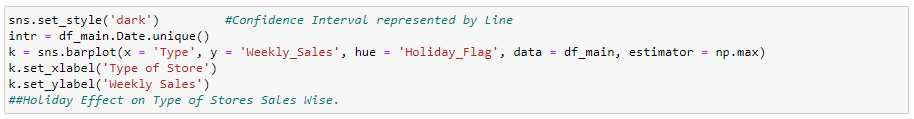 sns.set_style('dark')         #Confidence Interval represented by Line
intr = df_main.Date.unique()
k = sns.barplot(x = 'Type', y = 'Weekly_Sales', hue = 'Holiday_Flag', data = df_main, estimator = np.max)
k.set_xlabel('Type of Store')
k.set_ylabel('Weekly Sales')
##Holiday Effect on Type of Stores Sales Wise.